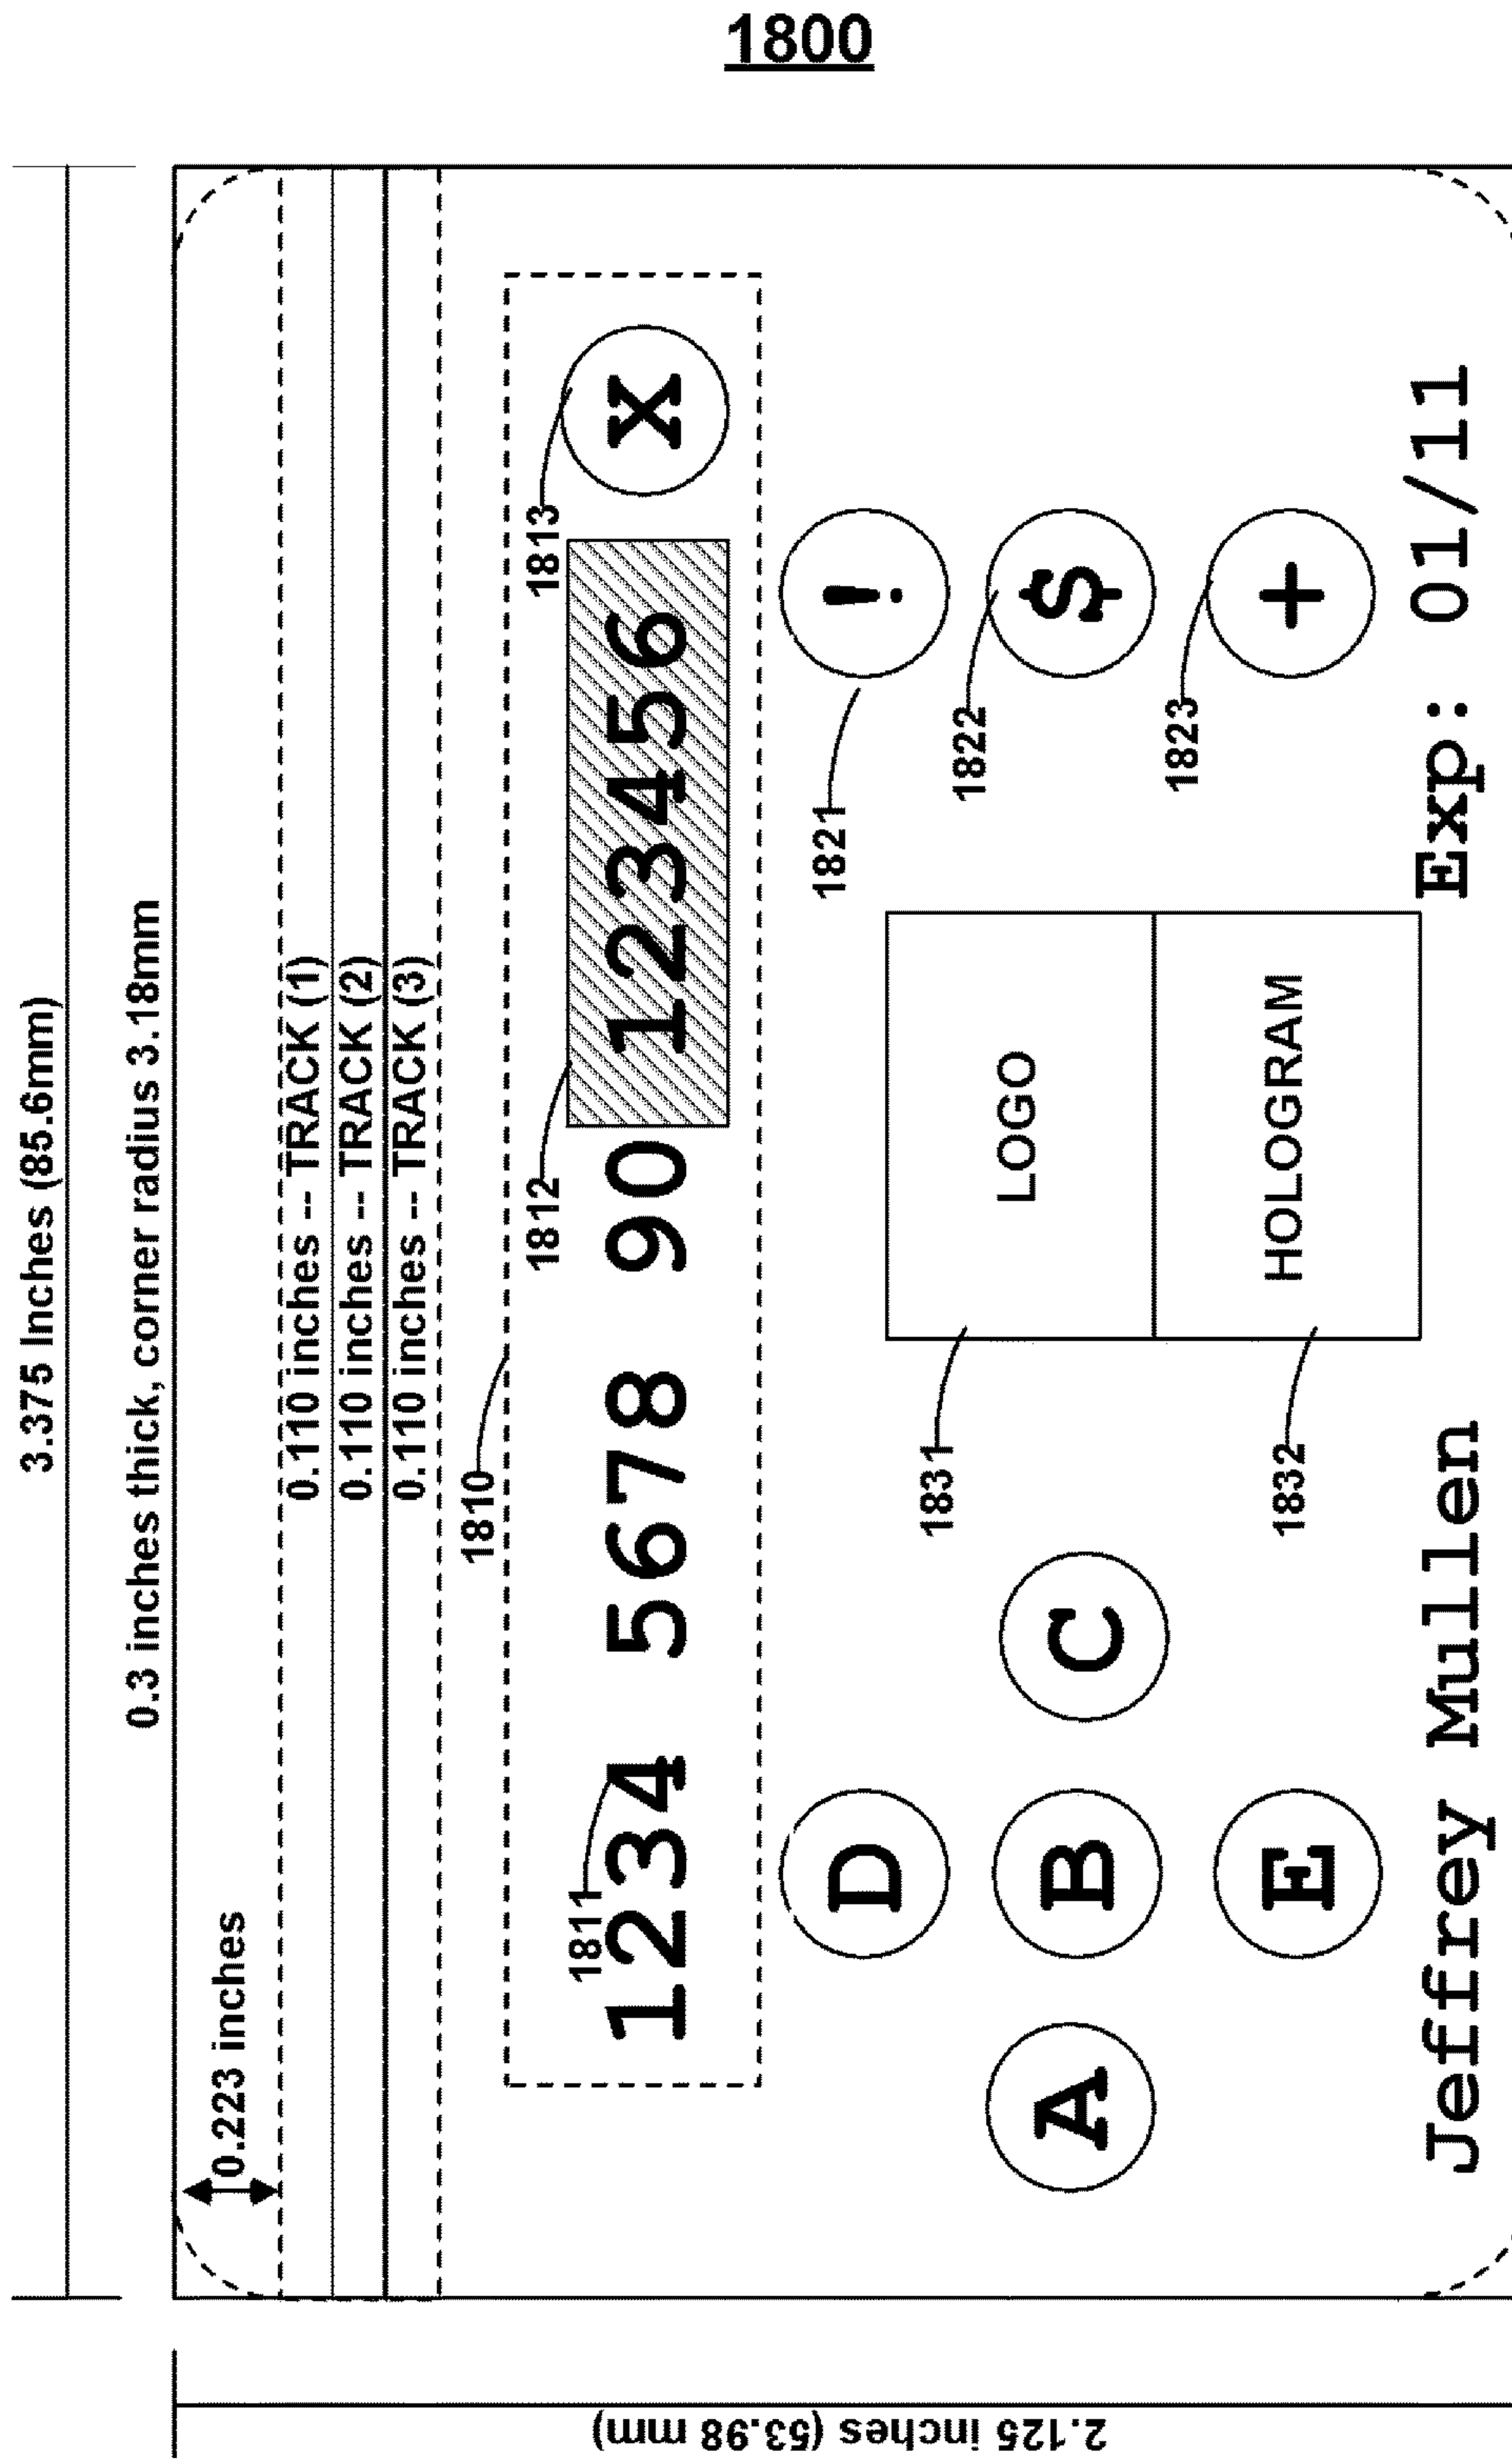 1800
3.375 Inches (85.6mm)
0.3 inches thick, corner radius 3.18mm
0.223 inches
0.110 inches -- TRACK (1)
0.110 inches -- TRACK (2)
0.110 inches -- TRACK (3)
1810
1811
1812
1813
1234 5678 90 123456 X
D
1821
!
1831
LOGO
A B C
1822
$
1832
HOLOGRAM
E
1823
+
Jeffrey Mullen
Exp: 01/11
2.125 inches (53.98 mm)